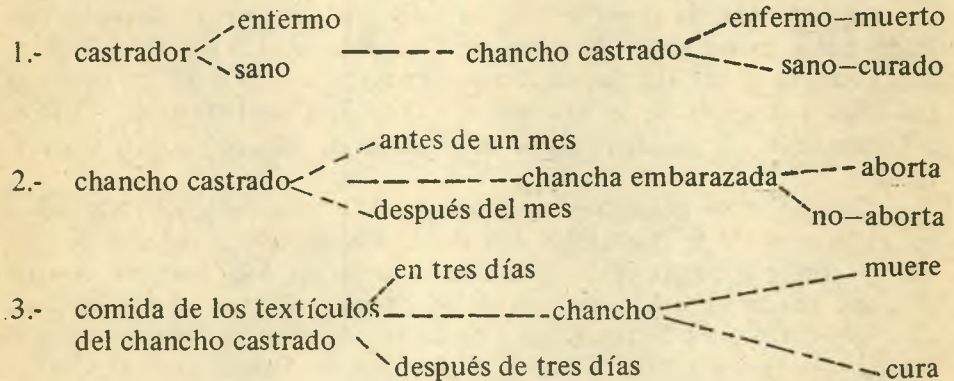 enfermo enfermo–muerto
1.- castrador chancho castrado
sano sano–curado
antes de un mes
2.- chancho castrado chancha embarazada aborta
después del mes no–aborta
en tres días muere
3.- comida de los textículos chancho
del chancho castrado
después de tres días cura